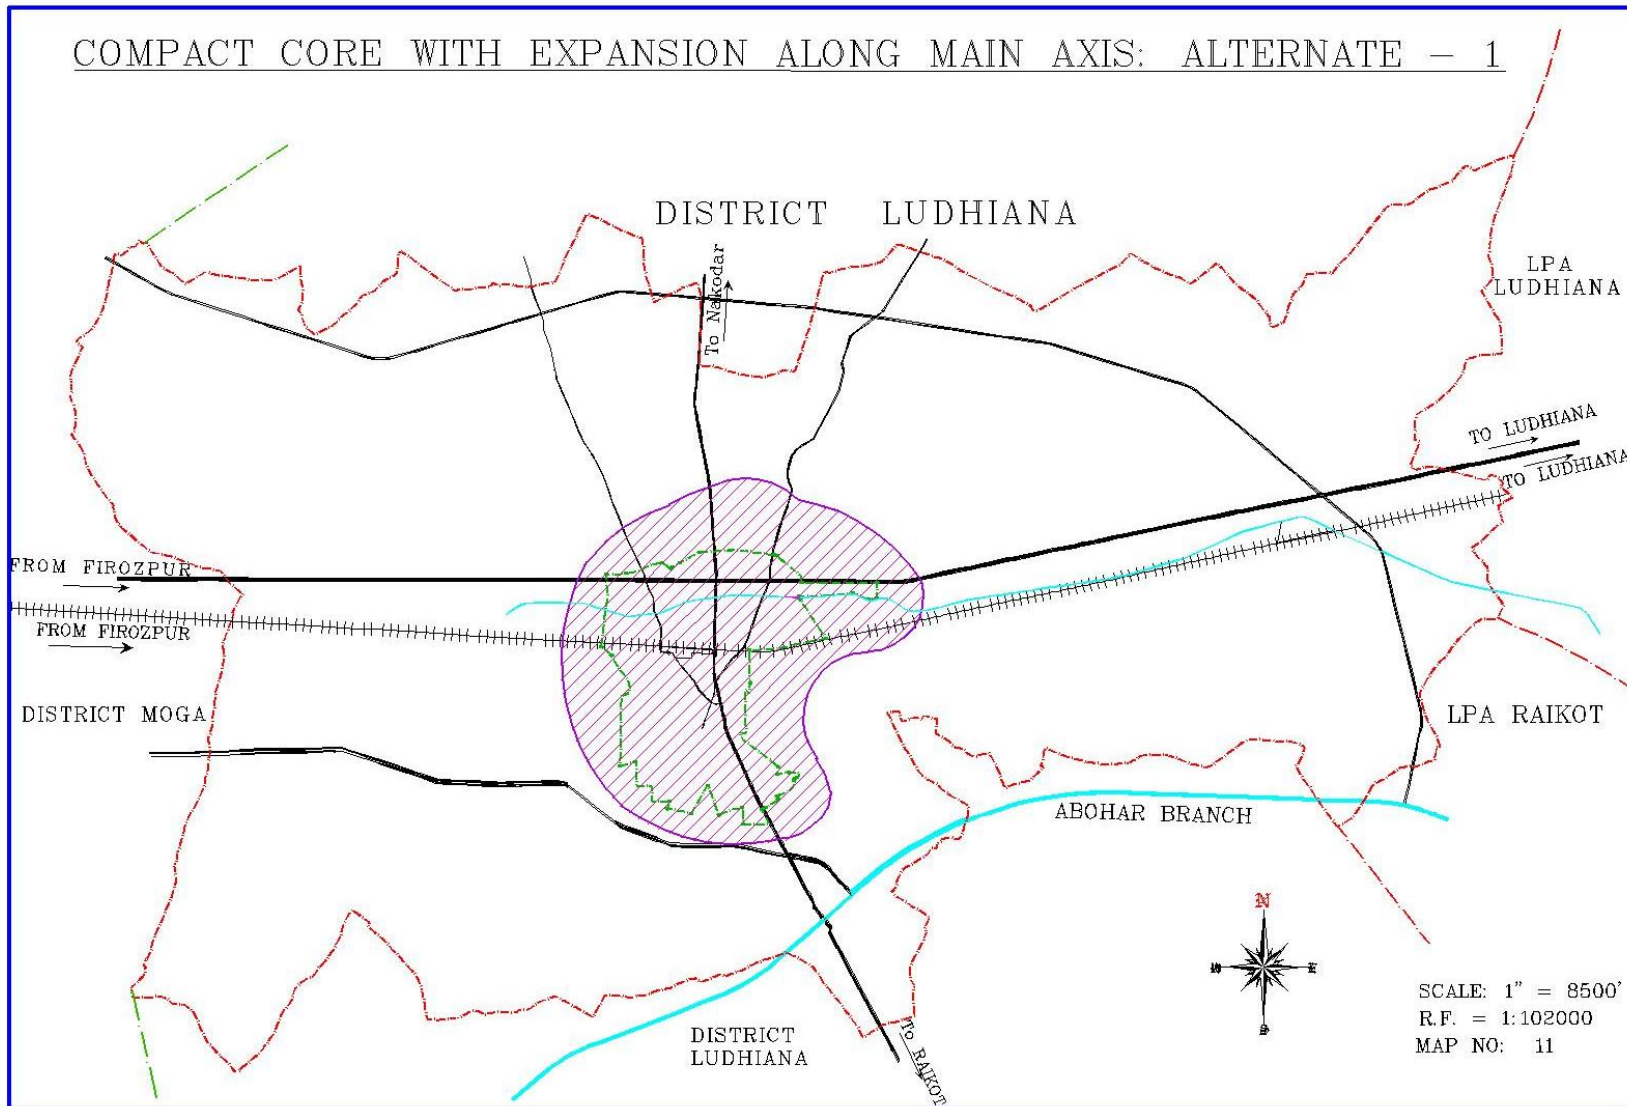 COMPACT CORE WITH EXPANSION ALONG MAIN AXIS: ALTERNATE - 1
DISTRICT LUDHIANA
To Nakodar
LPA
LUDHIANA
TO LUDHIANA
TO LUDHIANA
FROM FIROZPUR
FROM FIROZPUR
DISTRICT MOGA
LPA RAIKOT
ABOHAR BRANCH
N
W
E
S
SCALE: 1" = 8500'
R.F. = 1:102000
MAP NO: 11
DISTRICT
LUDHIANA
To RAIKOT